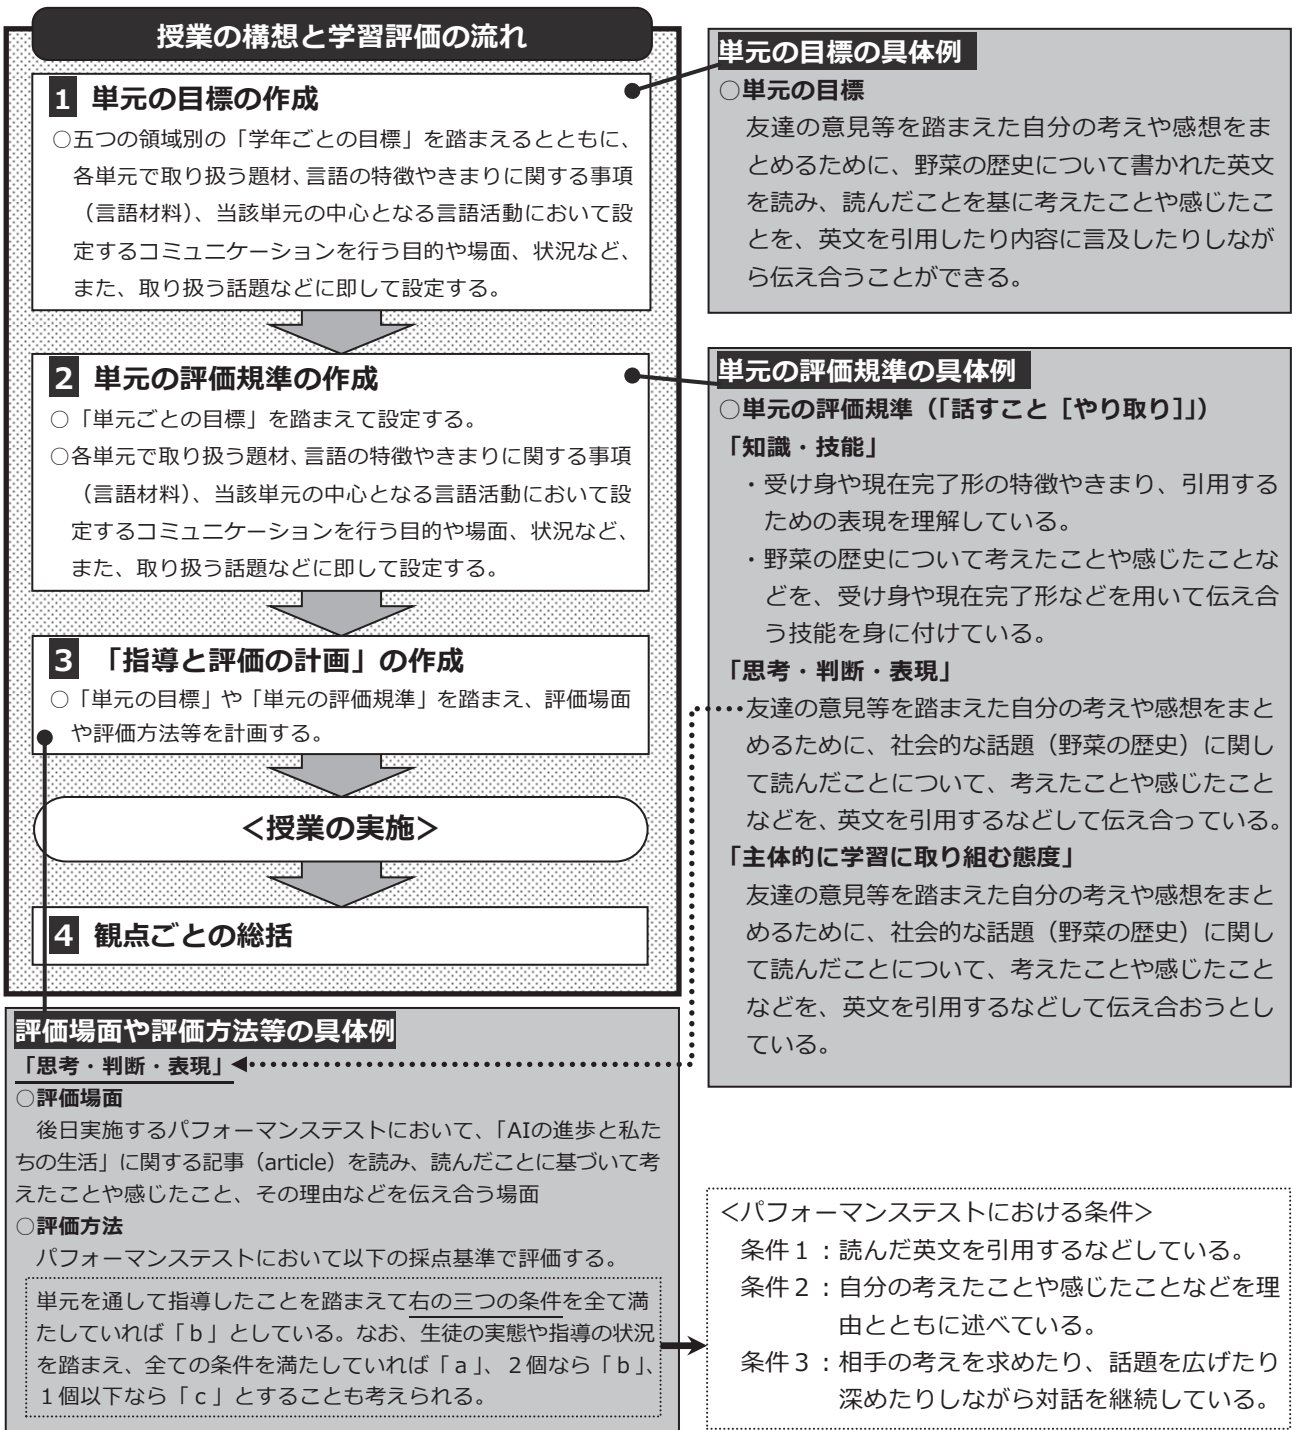 授業の構想と学習評価の流れ
1 単元の目標の作成
○五つの領域別の「学年ごとの目標」を踏まえるとともに、
各単元で取り扱う題材、言語の特徴やきまりに関する事項
（言語材料）、当該単元の中心となる言語活動において設
定するコミュニケーションを行う目的や場面、状況など、
また、取り扱う話題などに即して設定する。
2 単元の評価規準の作成
○「単元ごとの目標」を踏まえて設定する。
○各単元で取り扱う題材、言語の特徴やきまりに関する事項
（言語材料）、当該単元の中心となる言語活動において設
定するコミュニケーションを行う目的や場面、状況など、
また、取り扱う話題などに即して設定する。
3 「指導と評価の計画」の作成
○「単元の目標」や「単元の評価規準」を踏まえ、評価場面
や評価方法等を計画する。
＜授業の実施＞
4 観点ごとの総括
単元の目標の具体例
○単元の目標
友達の意見等を踏まえた自分の考えや感想をま
とめるために、野菜の歴史について書かれた英文
を読み、読んだことを基に考えたことや感じたこ
とを、英文を引用したり内容に言及したりしなが
ら伝え合うことができる。
単元の評価規準の具体例
○単元の評価規準（「話すこと［やり取り］」）
「知識・技能」
・受け身や現在完了形の特徴やきまり、引用する
ための表現を理解している。
・野菜の歴史について考えたことや感じたことな
どを、受け身や現在完了形などを用いて伝え合
う技能を身に付けている。
「思考・判断・表現」
友達の意見等を踏まえた自分の考えや感想をまと
めるために、社会的な話題（野菜の歴史）に関し
て読んだことについて、考えたことや感じたこと
などを、英文を引用するなどして伝え合っている。
「主体的に学習に取り組む態度」
友達の意見等を踏まえた自分の考えや感想をまと
めるために、社会的な話題（野菜の歴史）に関し
て読んだことについて、考えたことや感じたこと
などを、英文を引用するなどして伝え合おうとし
ている。
評価場面や評価方法等の具体例
「思考・判断・表現」
○評価場面
後日実施するパフォーマンステストにおいて、「AIの進歩と私た
ちの生活」に関する記事（article）を読み、読んだことに基づいて考
えたことや感じたこと、その理由などを伝え合う場面
○評価方法
パフォーマンステストにおいて以下の採点基準で評価する。
単元を通して指導したことを踏まえて右の三つの条件を全て満
たしていれば「ｂ」としている。なお、生徒の実態や指導の状況
を踏まえ、全ての条件を満たしていれば「ａ」、２個なら「ｂ」、
１個以下なら「ｃ」とすることも考えられる。
＜パフォーマンステストにおける条件＞
条件１：読んだ英文を引用するなどしている。
条件２：自分の考えたことや感じたことなどを理
由とともに述べている。
条件３：相手の考えを求めたり、話題を広げたり
深めたりしながら対話を継続している。